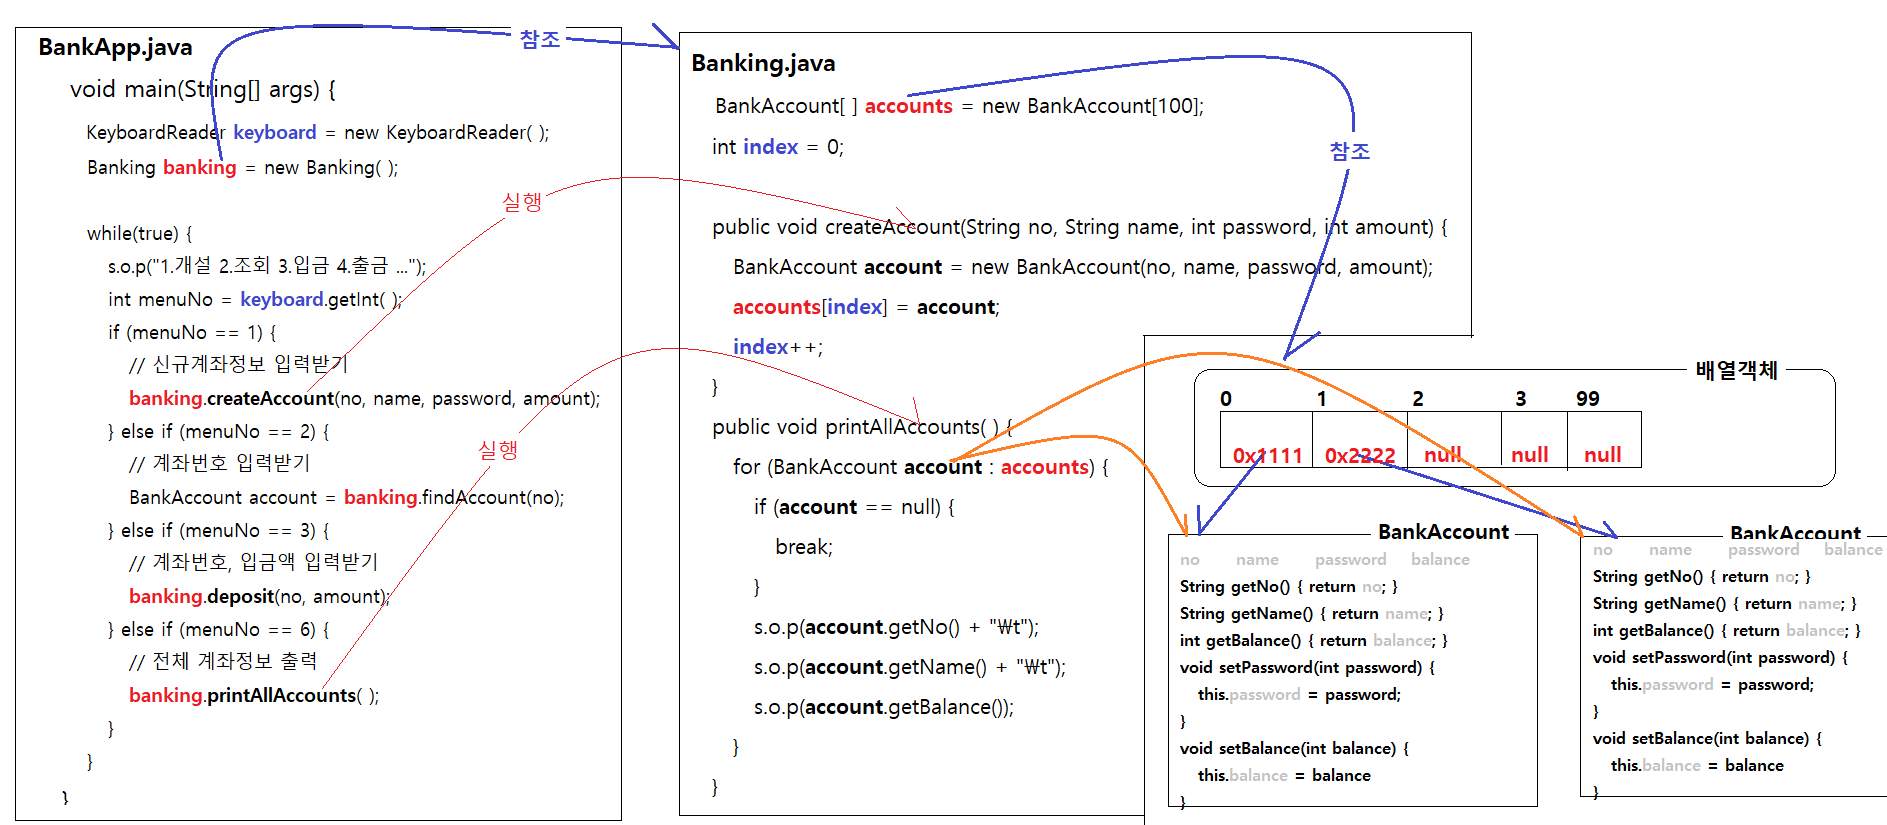 BankApp.java
void main(String[] args) {
KeyboardReader keyboard = new KeyboardReader( );
Banking banking = new Banking( );
while(true) {
s.o.p("1.개설 2.조회 3.입금 4.출금 ...");
int menuNo = keyboard.getInt( );
if (menuNo == 1) {
// 신규계좌정보 입력받기
banking.createAccount(no, name, password, amount);
} else if (menuNo == 2) {
// 계좌번호 입력받기
BankAccount account = banking.findAccount(no);
} else if (menuNo == 3) {
// 계좌번호, 입금액 입력받기
banking.deposit(no, amount);
} else if (menuNo == 6) {
// 전체 계좌정보 출력
banking.printAllAccounts( );
}
}
}
참조
실행
실행
Banking.java
BankAccount[ ] accounts = new BankAccount[100];
int index = 0;
public void createAccount(String no, String name, int password, int amount) {
BankAccount account = new BankAccount(no, name, password, amount);
accounts[index] = account;
index++;
}
public void printAllAccounts( ) {
for (BankAccount account : accounts) {
if (account == null) {
break;
}
s.o.p(account.getNo() + "₩t");
s.o.p(account.getName() + "₩t");
s.o.p(account.getBalance());
}
}
참조
배열객체
0 1 2 3 99
0x1111 0x2222 null null null
BankAccount
no name password balance
String getNo() { return no; }
String getName() { return name; }
int getBalance() { return balance; }
void setPassword(int password) {
this.password = password;
}
void setBalance(int balance) {
this.balance = balance
}
BankAccount
no name password balance
String getNo() { return no; }
String getName() { return name; }
int getBalance() { return balance; }
void setPassword(int password) {
this.password = password;
}
void setBalance(int balance) {
this.balance = balance
}